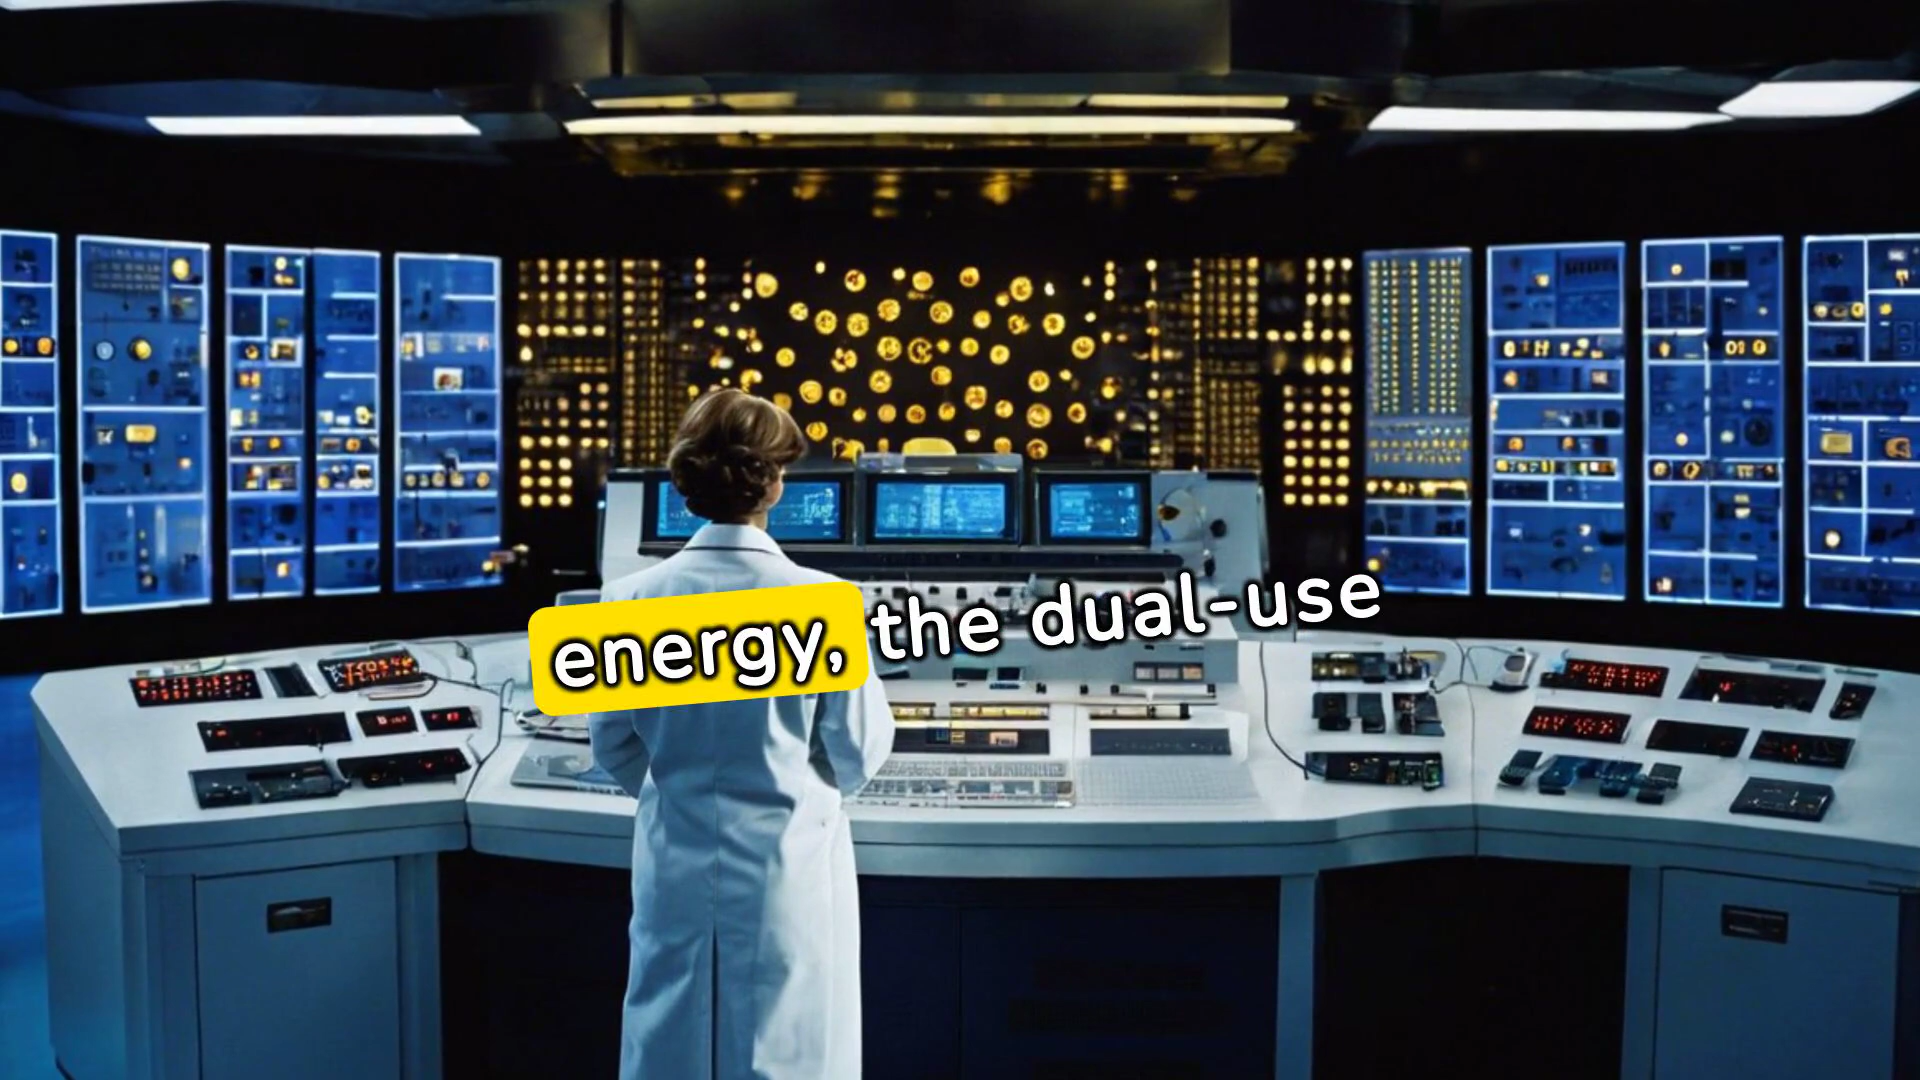 energy, the dual-use